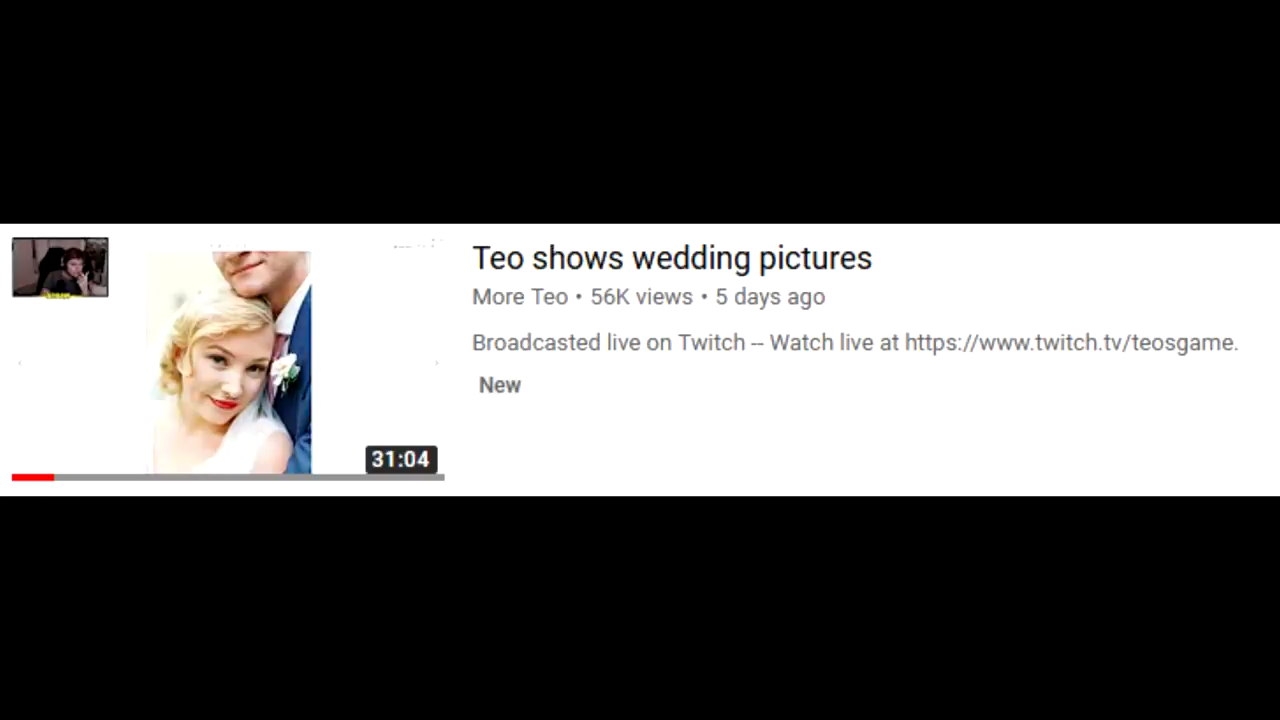 Teo shows wedding pictures
More Teo • 56K views • 5 days ago
Broadcasted live on Twitch -- Watch live at https://www.twitch.tv/teosgame.
New
31:04